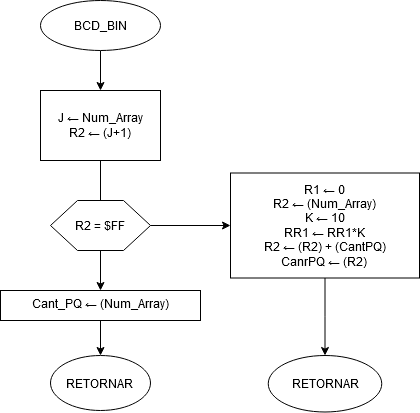 BCD_BIN
J ← Num_Array
R2 ← (J+1)
R2 = $FF
R1 ← 0
R2 ← (Num_Array)
K ← 10
RR1 ← RR1*K
R2 ← (R2) + (CantPQ)
CanrPQ ← (R2)
Cant_PQ ← (Num_Array)
RETORNAR
RETORNAR